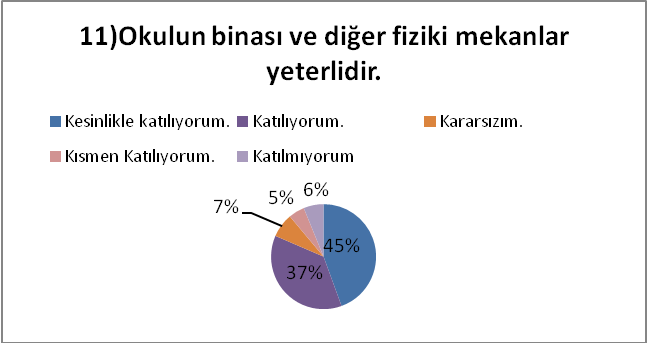 11)Okulun binası ve diğer fiziki mekanlar
yeterlidir.
Kesinlikle katılıyorum. Katılıyorum. Kararsızım.
Kısmen Katılıyorum. Katılmıyorum
7% 5% 6%
45%
37%